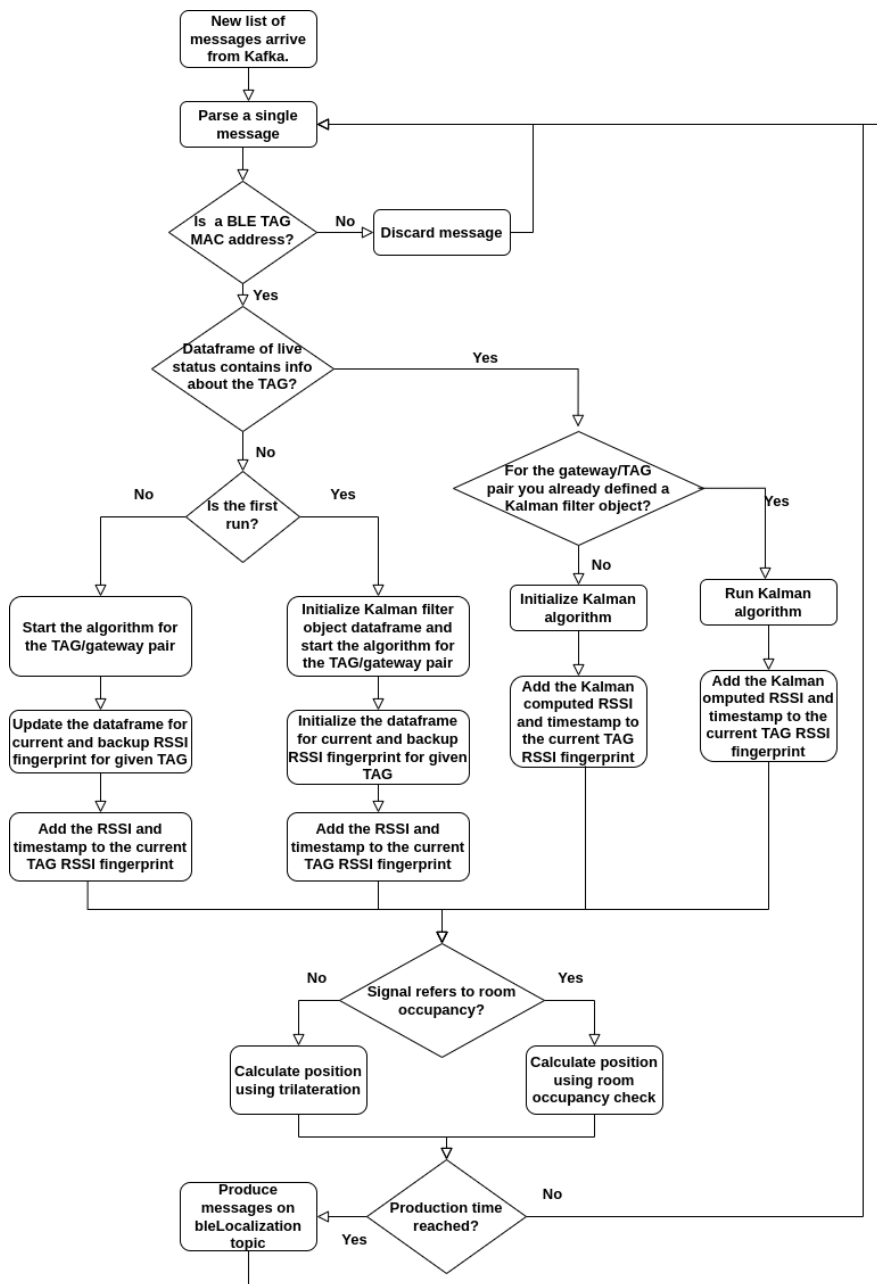 New list of
messages arrive
from Kafka.
Parse a single
message
Is a BLE TAG
MAC address?
No
Discard message
Yes
Dataframe of live
status contains info
about the TAG?
Yes
No
For the gateway/TAG
pair you already defined a
Kalman filter object?
Yes
No
Is the first
run?
No
Yes
Start the algorithm for
the TAG/gateway pair
Initialize Kalman filter
object dataframe and
start the algorithm for
the TAG/gateway pair
Initialize Kalman
algorithm
Run Kalman
algorithm
Update the dataframe for
current and backup RSSI
fingerprint for given TAG
Initialize the dataframe
for current and backup
RSSI fingerprint for given
TAG
Add the Kalman
computed RSSI
and timestamp to
the current TAG
RSSI fingerprint
Add the Kalman
omputed RSSI and
timestamp to the
current TAG RSSI
fingerprint
Add the RSSI and
timestamp to the current
TAG RSSI fingerprint
Add the RSSI and
timestamp to the current
TAG RSSI fingerprint
Signal refers to room
occupancy?
No
Yes
Calculate position
using trilateration
Calculate position
using room
occupancy check
Production time
reached?
No
Yes
Produce
messages on
bleLocalization
topic